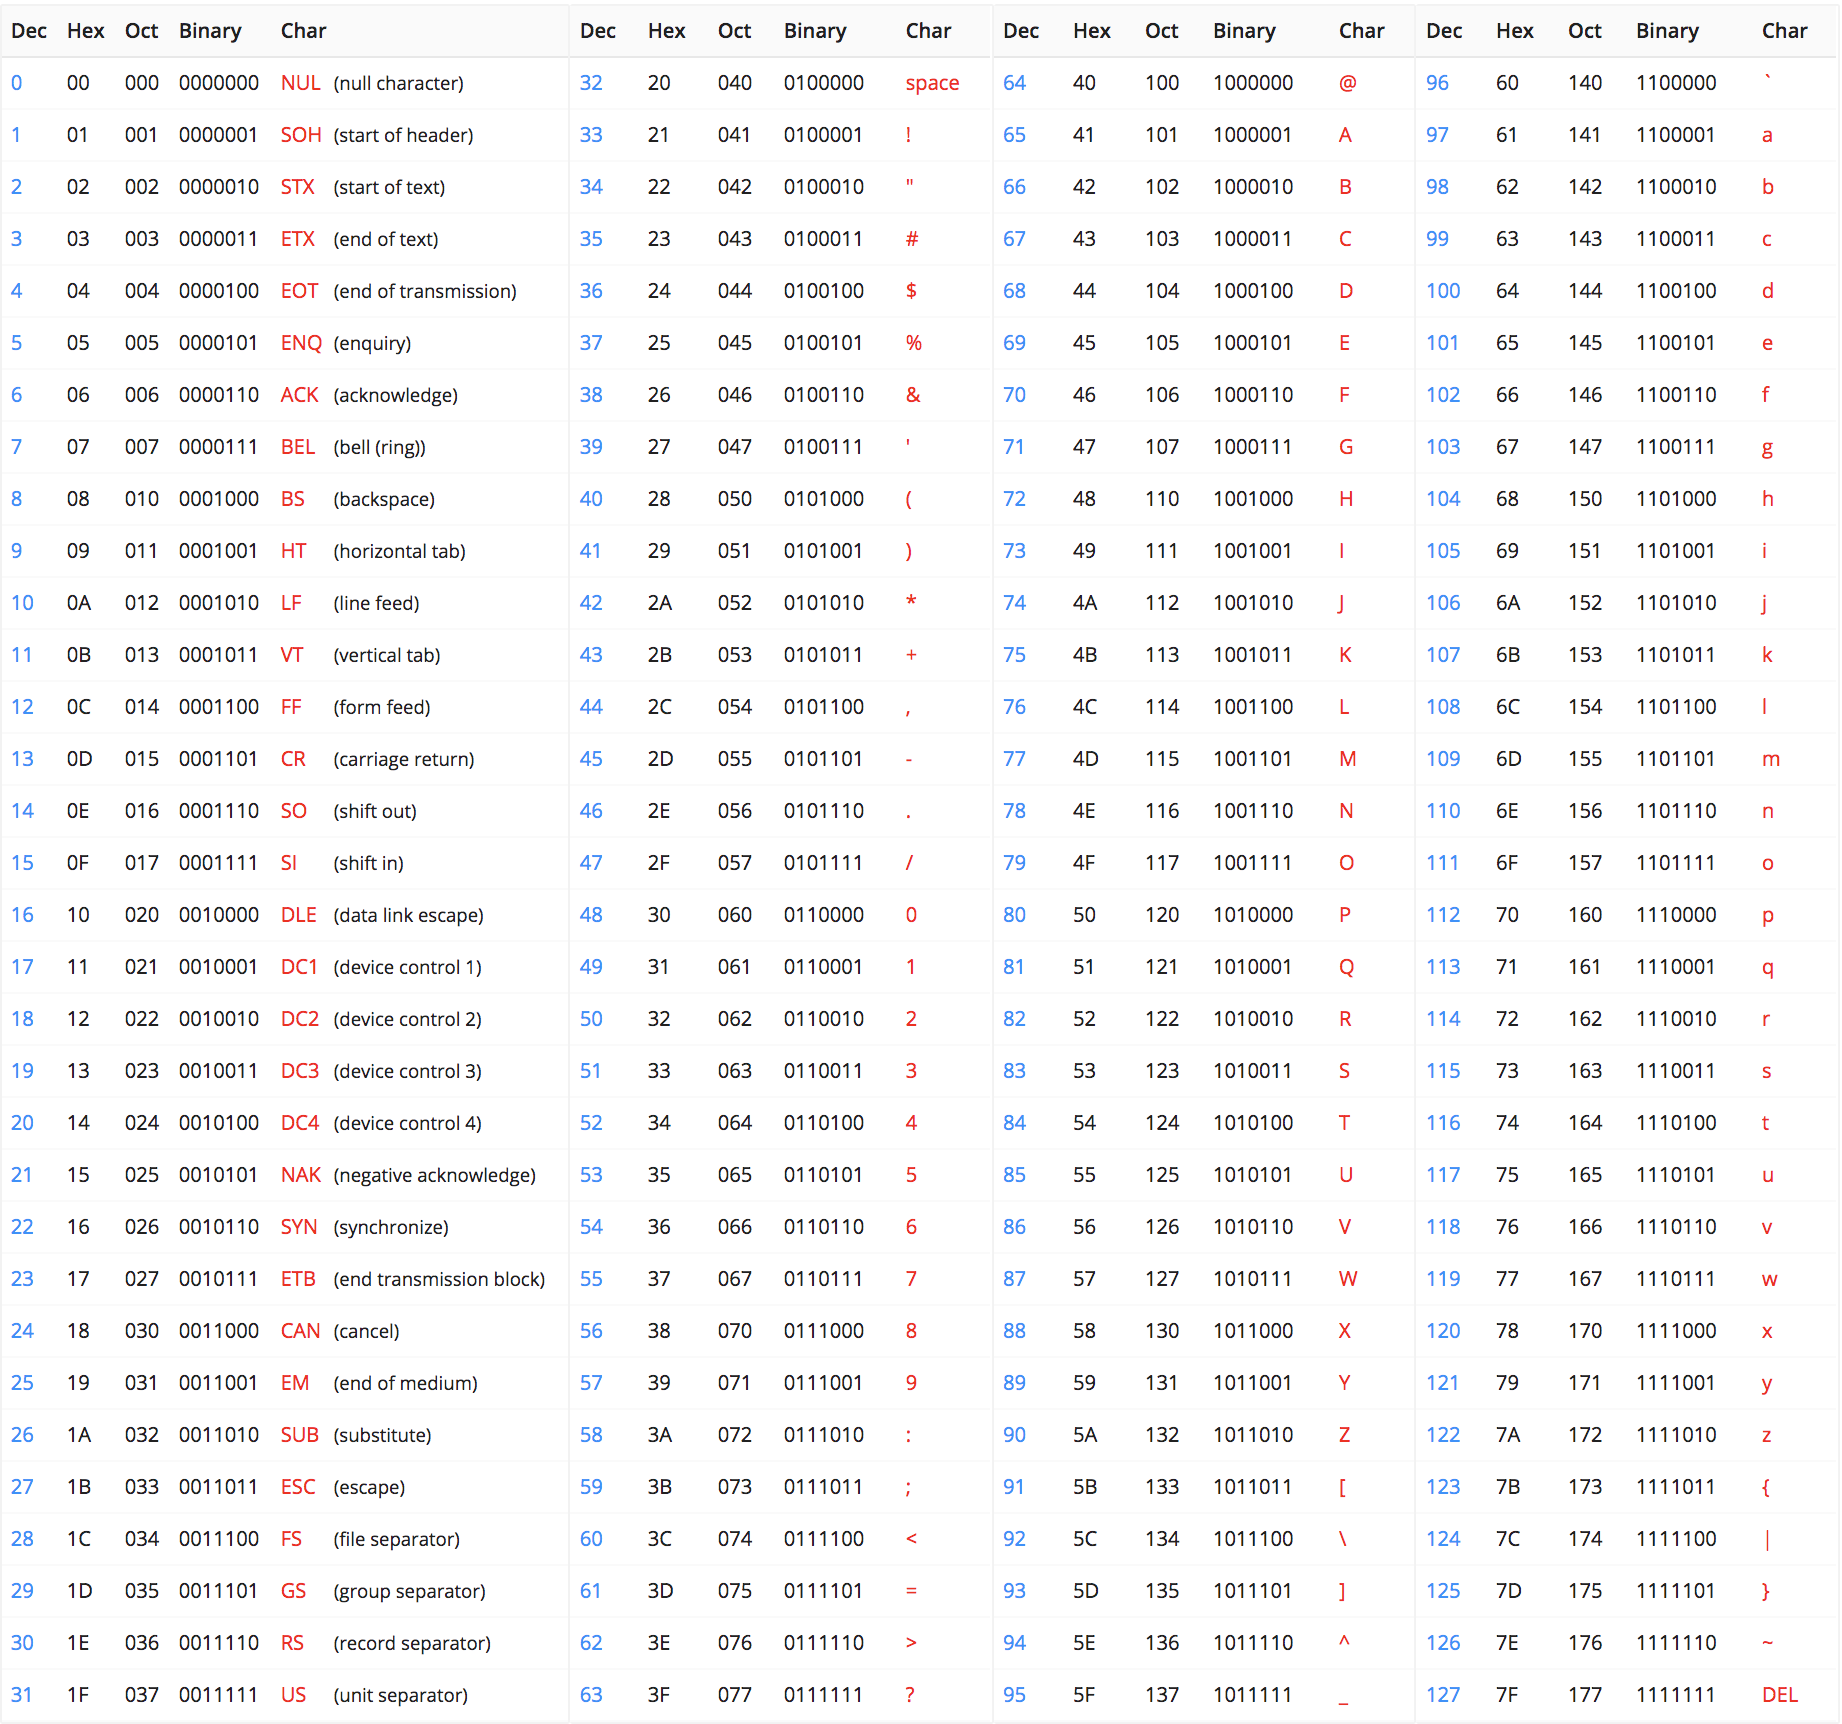 Dec Hex Oct Binary Char Dec Hex Oct Binary Char Dec Hex Oct Binary Char Dec Hex Oct Binary Char
0 00 000 0000000 NUL (null character) 32 20 040 0100000 space 64 40 100 1000000 @ 96 60 140 1100000 `
1 01 001 0000001 SOH (start of header) 33 21 041 0100001 ! 65 41 101 1000001 A 97 61 141 1100001 a
2 02 002 0000010 STX (start of text) 34 22 042 0100010 " 66 42 102 1000010 B 98 62 142 1100010 b
3 03 003 0000011 ETX (end of text) 35 23 043 0100011 # 67 43 103 1000011 C 99 63 143 1100011 c
4 04 004 0000100 EOT (end of transmission) 36 24 044 0100100 $ 68 44 104 1000100 D 100 64 144 1100100 d
5 05 005 0000101 ENQ (enquiry) 37 25 045 0100101 % 69 45 105 1000101 E 101 65 145 1100101 e
6 06 006 0000110 ACK (acknowledge) 38 26 046 0100110 & 70 46 106 1000110 F 102 66 146 1100110 f
7 07 007 0000111 BEL (bell (ring)) 39 27 047 0100111 ' 71 47 107 1000111 G 103 67 147 1100111 g
8 08 010 0001000 BS (backspace) 40 28 050 0101000 ( 72 48 110 1001000 H 104 68 150 1101000 h
9 09 011 0001001 HT (horizontal tab) 41 29 051 0101001 ) 73 49 111 1001001 I 105 69 151 1101001 i
10 0A 012 0001010 LF (line feed) 42 2A 052 0101010 * 74 4A 112 1001010 J 106 6A 152 1101010 j
11 0B 013 0001011 VT (vertical tab) 43 2B 053 0101011 + 75 4B 113 1001011 K 107 6B 153 1101011 k
12 0C 014 0001100 FF (form feed) 44 2C 054 0101100 , 76 4C 114 1001100 L 108 6C 154 1101100 l
13 0D 015 0001101 CR (carriage return) 45 2D 055 0101101 - 77 4D 115 1001101 M 109 6D 155 1101101 m
14 0E 016 0001110 SO (shift out) 46 2E 056 0101110 . 78 4E 116 1001110 N 110 6E 156 1101110 n
15 0F 017 0001111 SI (shift in) 47 2F 057 0101111 / 79 4F 117 1001111 O 111 6F 157 1101111 o
16 10 020 0010000 DLE (data link escape) 48 30 060 0110000 0 80 50 120 1010000 P 112 70 160 1110000 p
17 11 021 0010001 DC1 (device control 1) 49 31 061 0110001 1 81 51 121 1010001 Q 113 71 161 1110001 q
18 12 022 0010010 DC2 (device control 2) 50 32 062 0110010 2 82 52 122 1010010 R 114 72 162 1110010 r
19 13 023 0010011 DC3 (device control 3) 51 33 063 0110011 3 83 53 123 1010011 S 115 73 163 1110011 s
20 14 024 0010100 DC4 (device control 4) 52 34 064 0110100 4 84 54 124 1010100 T 116 74 164 1110100 t
21 15 025 0010101 NAK (negative acknowledge) 53 35 065 0110101 5 85 55 125 1010101 U 117 75 165 1110101 u
22 16 026 0010110 SYN (synchronize) 54 36 066 0110110 6 86 56 126 1010110 V 118 76 166 1110110 v
23 17 027 0010111 ETB (end transmission block) 55 37 067 0110111 7 87 57 127 1010111 W 119 77 167 1110111 w
24 18 030 0011000 CAN (cancel) 56 38 070 0111000 8 88 58 130 1011000 X 120 78 170 1111000 x
25 19 031 0011001 EM (end of medium) 57 39 071 0111001 9 89 59 131 1011001 Y 121 79 171 1111001 y
26 1A 032 0011010 SUB (substitute) 58 3A 072 0111010 : 90 5A 132 1011010 Z 122 7A 172 1111010 z
27 1B 033 0011011 ESC (escape) 59 3B 073 0111011 ; 91 5B 133 1011011 [ 123 7B 173 1111011 {
28 1C 034 0011100 FS (file separator) 60 3C 074 0111100 < 92 5C 134 1011100 \ 124 7C 174 1111100 |
29 1D 035 0011101 GS (group separator) 61 3D 075 0111101 = 93 5D 135 1011101 ] 125 7D 175 1111101 }
30 1E 036 0011110 RS (record separator) 62 3E 076 0111110 > 94 5E 136 1011110 ^ 126 7E 176 1111110 ~
31 1F 037 0011111 US (unit separator) 63 3F 077 0111111 ? 95 5F 137 1011111 _ 127 7F 177 1111111 DEL